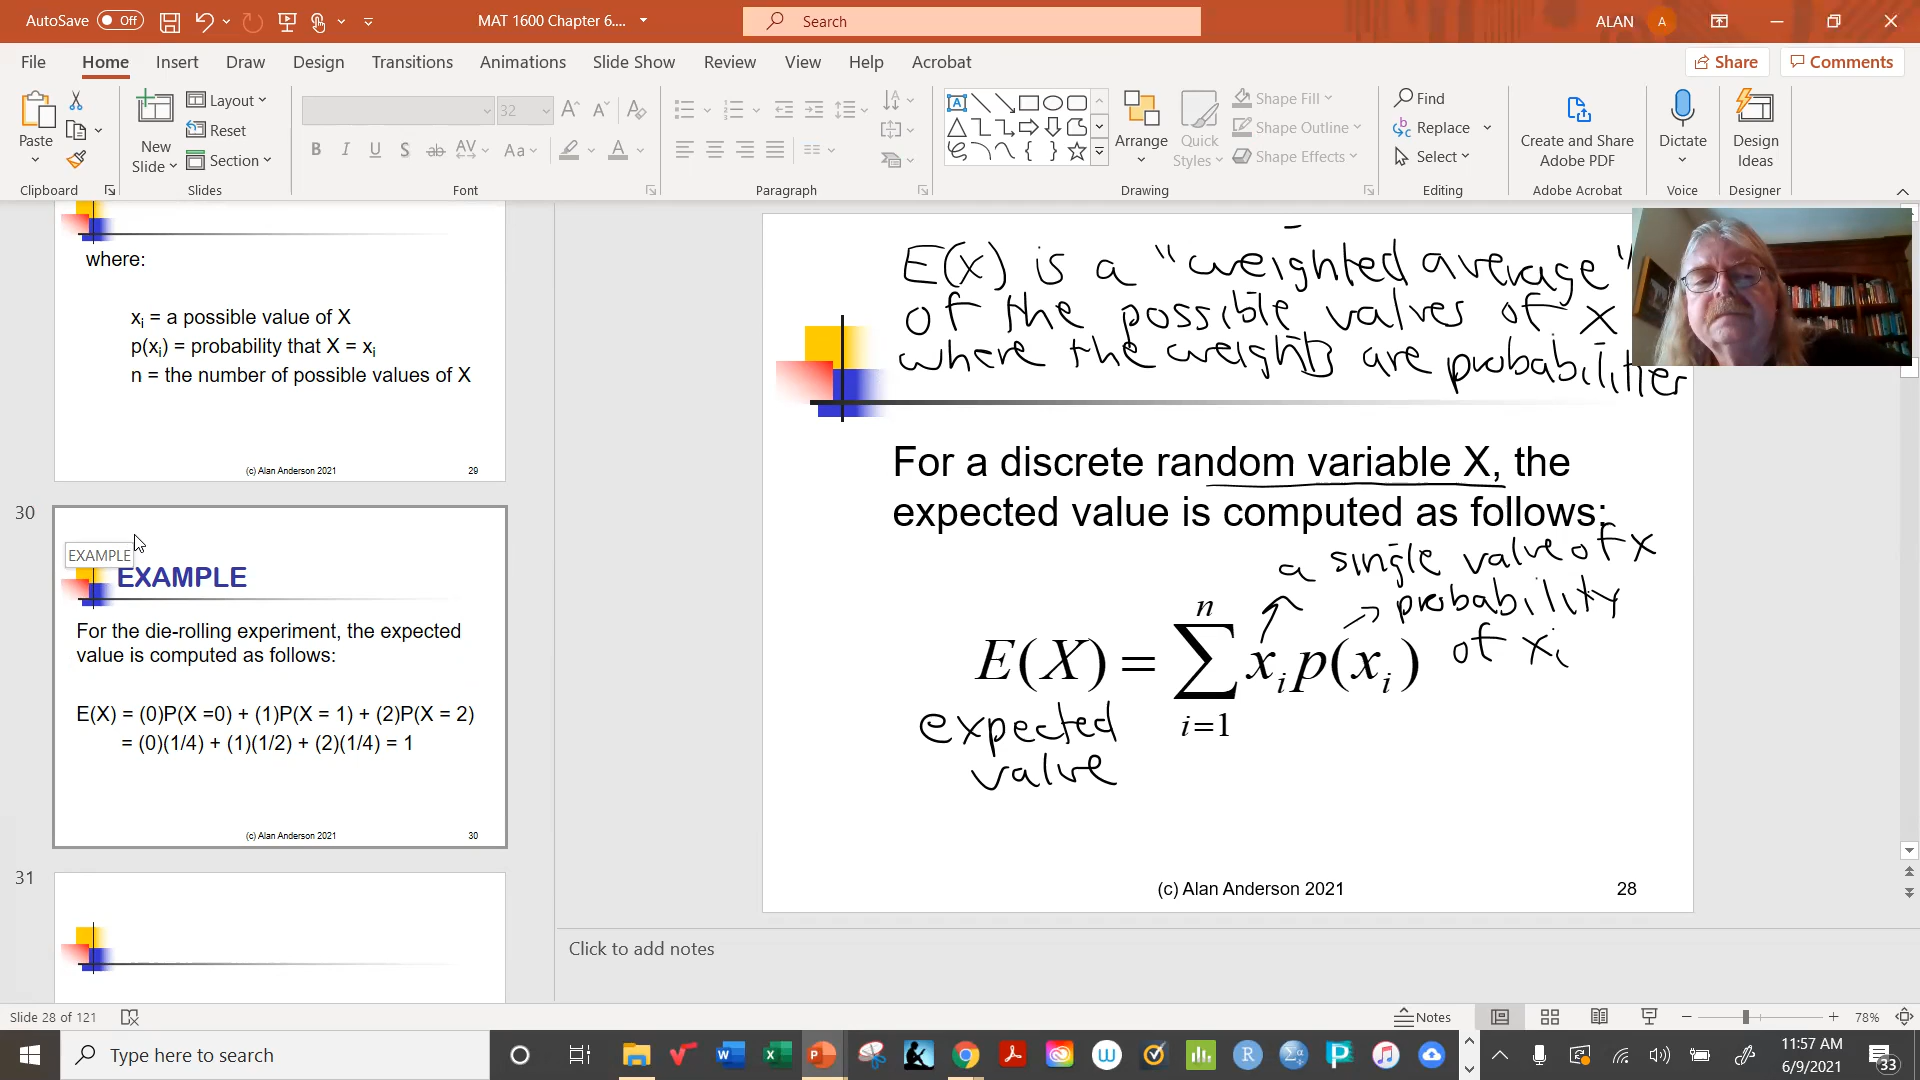 AutoSave Off MAT 1600 Chapter 6.... Search ALAN A
File Home Insert Draw Design Transitions Animations Slide Show Review View Help Acrobat Share Comments
Paste
New
Slide
Layout
Reset
Section
32
B I U S ab AV Aa A
Arrange
Quick
Styles
Shape Fill
Shape Outline
Shape Effects
Find
Replace
Select
Create and Share
Adobe PDF
Dictate
Design
Ideas
Clipboard Slides Font Paragraph Drawing Editing Adobe Acrobat Voice Designer
where:
xi = a possible value of X
p(xi) = probability that X = xi
n = the number of possible values of X
(c) Alan Anderson 2021 29
30
EXAMPLE
EXAMPLE
For the die-rolling experiment, the expected
value is computed as follows:
E(X) = (0)P(X =0) + (1)P(X = 1) + (2)P(X = 2)
= (0)(1/4) + (1)(1/2) + (2)(1/4) = 1
(c) Alan Anderson 2021 30
31
E(X) is a "weighted average"
of the possible values of X
where the weights are probabilities
For a discrete random variable X, the
expected value is computed as follows:
a single value of X
probability
of xi
n
E(X) = ∑ xi p(xi)
i=1
expected
value
(c) Alan Anderson 2021 28
Click to add notes
Slide 28 of 121 Notes 78%
Type here to search
11:57 AM
6/9/2021
33